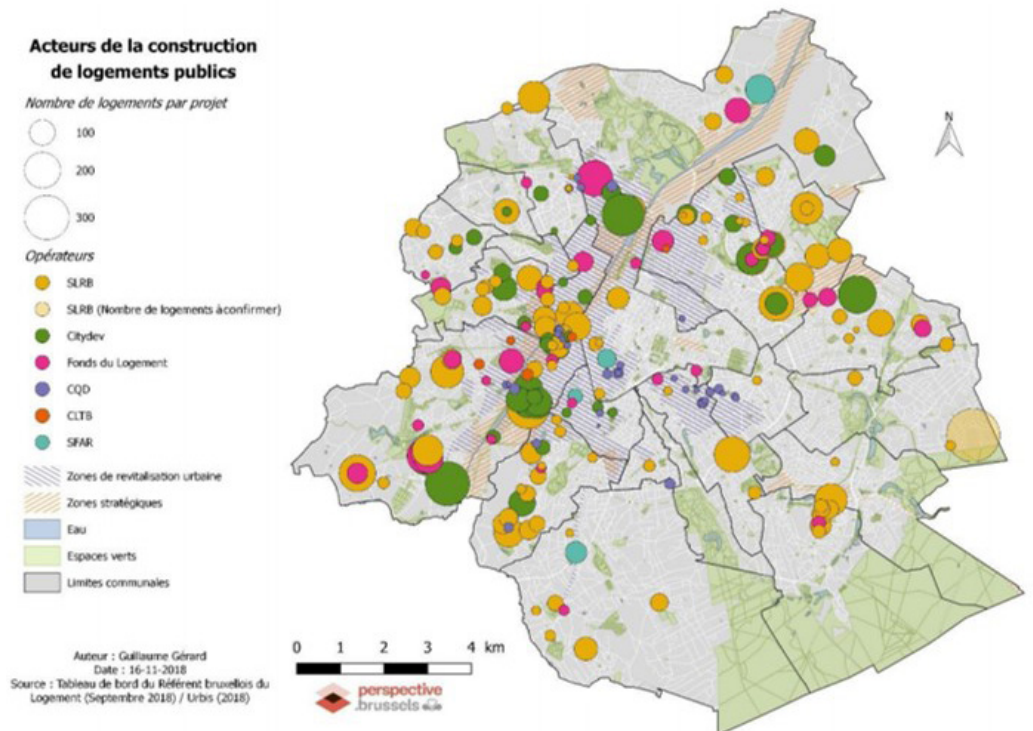 Acteurs de la construction
de logements publics
Nombre de logements par projet
100
200
300
Opérateurs
SLRB
SLRB (Nombre de logements àconfirmer)
Citydev
Fonds du Logement
CQD
CLTB
SFAR
Zones de revitalisation urbaine
Zones stratégiques
Eau
Espaces verts
Limites communales
Auteur : Guillaume Gérard
Date : 16-11-2018
Source : Tableau de bord du Référent bruxellois du
Logement (Septembre 2018) / Urbis (2018)
N
0 1 2 3 4 km
perspective
.brussels